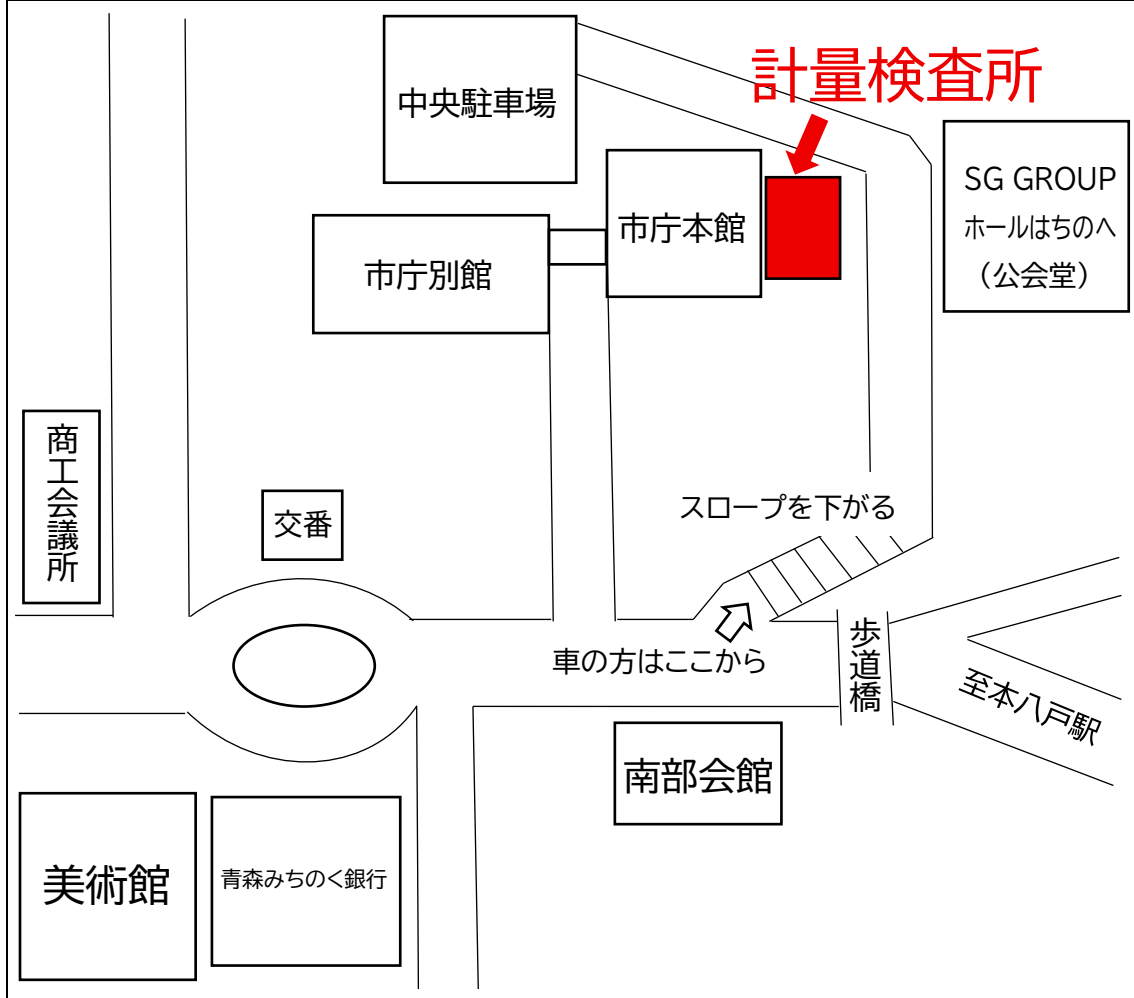 計量検査所
中央駐車場
SG GROUP
ホールはちのへ
（公会堂）
市庁本館
市庁別館
商工会議所
スロープを下がる
交番
車の方はここから
歩道橋
至本八戸駅
南部会館
美術館
青森みちのく銀行